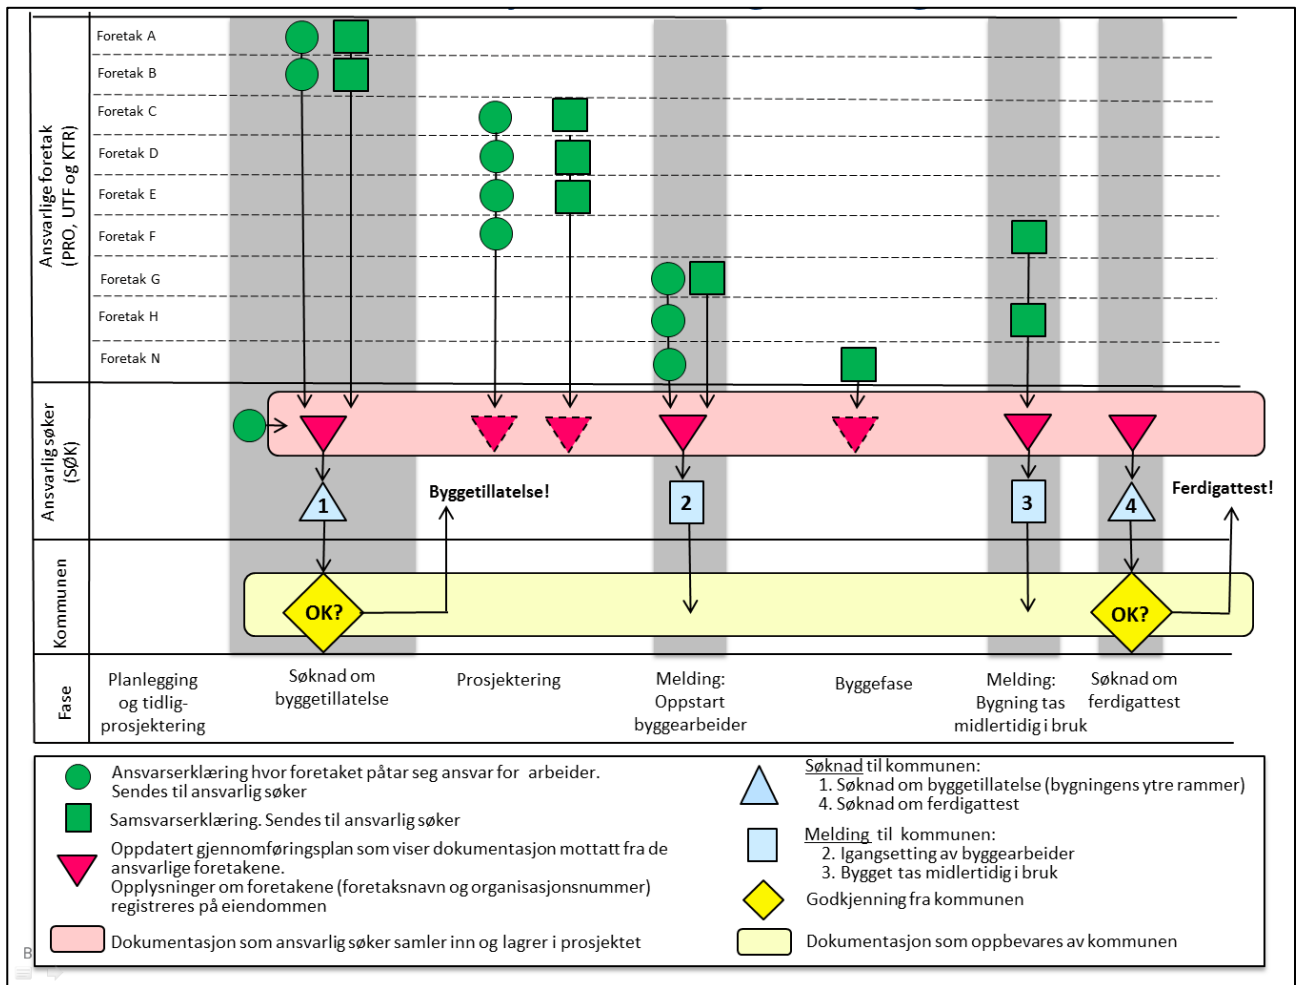 Ansvarlige foretak
(PRO, UTF og KTR)
Foretak A
Foretak B
Foretak C
Foretak D
Foretak E
Foretak F
Foretak G
Foretak H
Foretak N
Ansvarlig søker
(SØK)
1
Byggetillatelse!
2
3
4
Ferdigattest!
Kommunen
OK?
OK?
Fase
Planlegging
og tidlig-
prosjektering
Søknad om
byggetillatelse
Prosjektering
Melding:
Oppstart
byggearbeider
Byggefase
Melding:
Bygning tas
midlertidig i bruk
Søknad om
ferdigattest
Ansvarserklæring hvor foretaket påtar seg ansvar for arbeider.
Sendes til ansvarlig søker
Samsvarserklæring. Sendes til ansvarlig søker
Oppdatert gjennomføringsplan som viser dokumentasjon mottatt fra de
ansvarlige foretakene.
Opplysninger om foretakene (foretaksnavn og organisasjonsnummer)
registreres på eiendommen
Dokumentasjon som ansvarlig søker samler inn og lagrer i prosjektet
Søknad til kommunen:
1. Søknad om byggetillatelse (bygningens ytre rammer)
4. Søknad om ferdigattest
Melding til kommunen:
2. Igangsetting av byggearbeider
3. Bygget tas midlertidig i bruk
Godkjenning fra kommunen
Dokumentasjon som oppbevares av kommunen
B